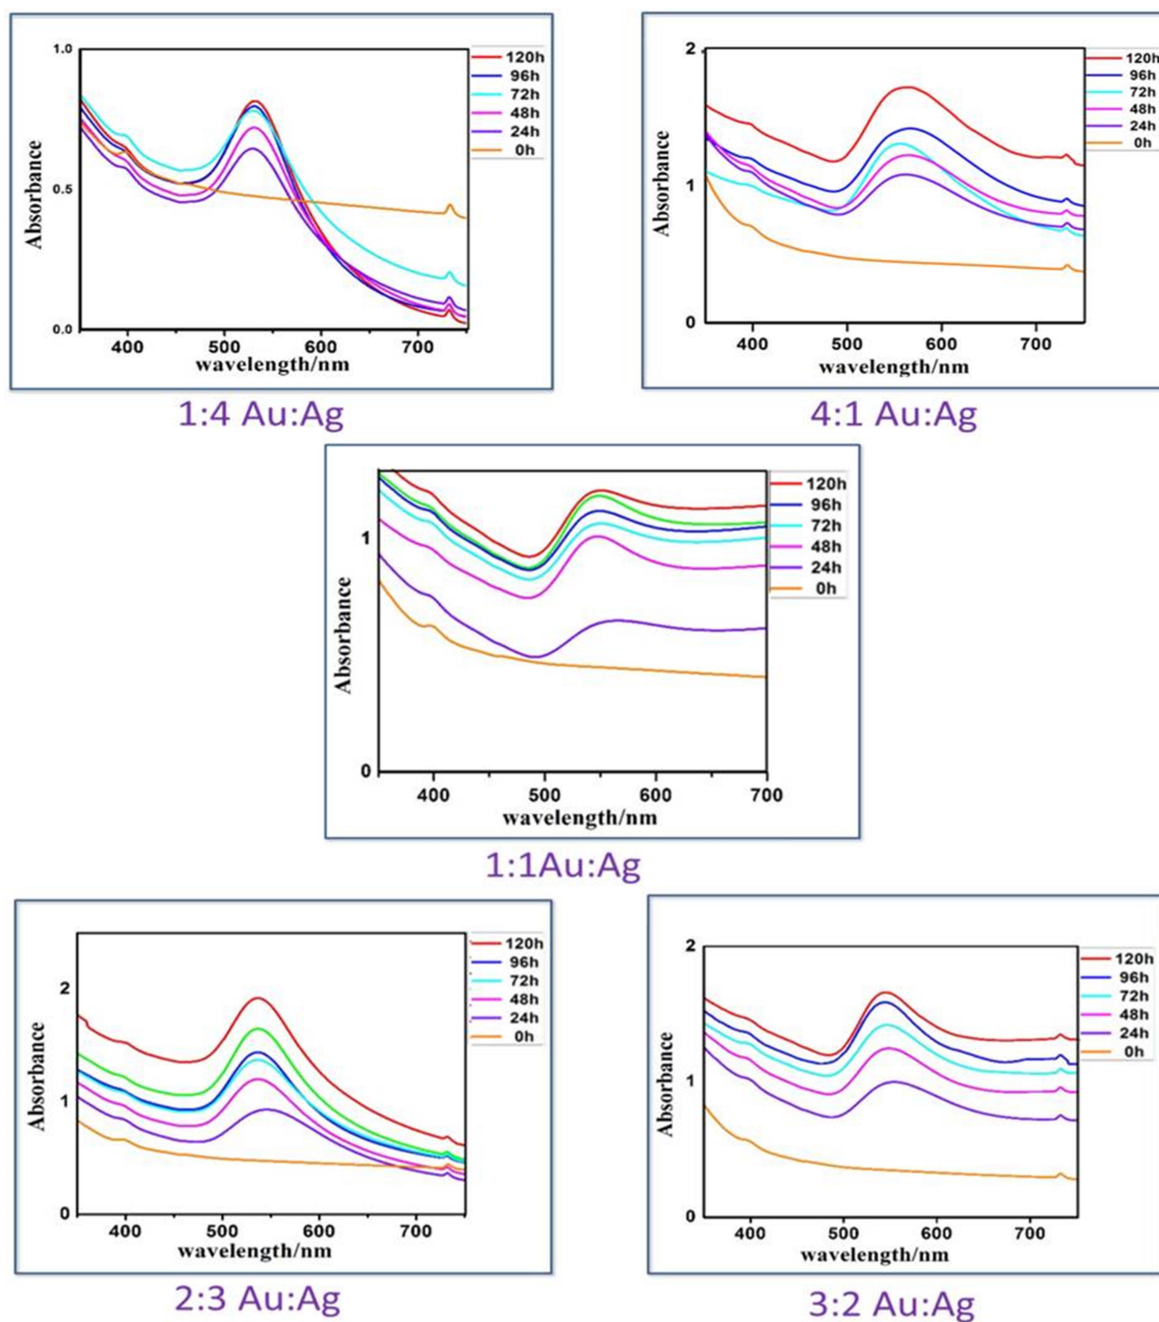 1.0
0.5
0.0
Absorbance
400 500 600 700
wavelength/nm
120h
96h
72h
48h
24h
0h
1:4 Au:Ag
2
1
0
Absorbance
400 500 600 700
wavelength/nm
120h
96h
72h
48h
24h
0h
4:1 Au:Ag
1
0
Absorbance
400 500 600 700
wavelength/nm
120h
96h
72h
48h
24h
0h
1:1Au:Ag
2
1
0
Absorbance
400 500 600 700
wavelength/nm
120h
96h
72h
48h
24h
0h
2:3 Au:Ag
2
1
0
Absorbance
400 500 600 700
wavelength/nm
120h
96h
72h
48h
24h
0h
3:2 Au:Ag